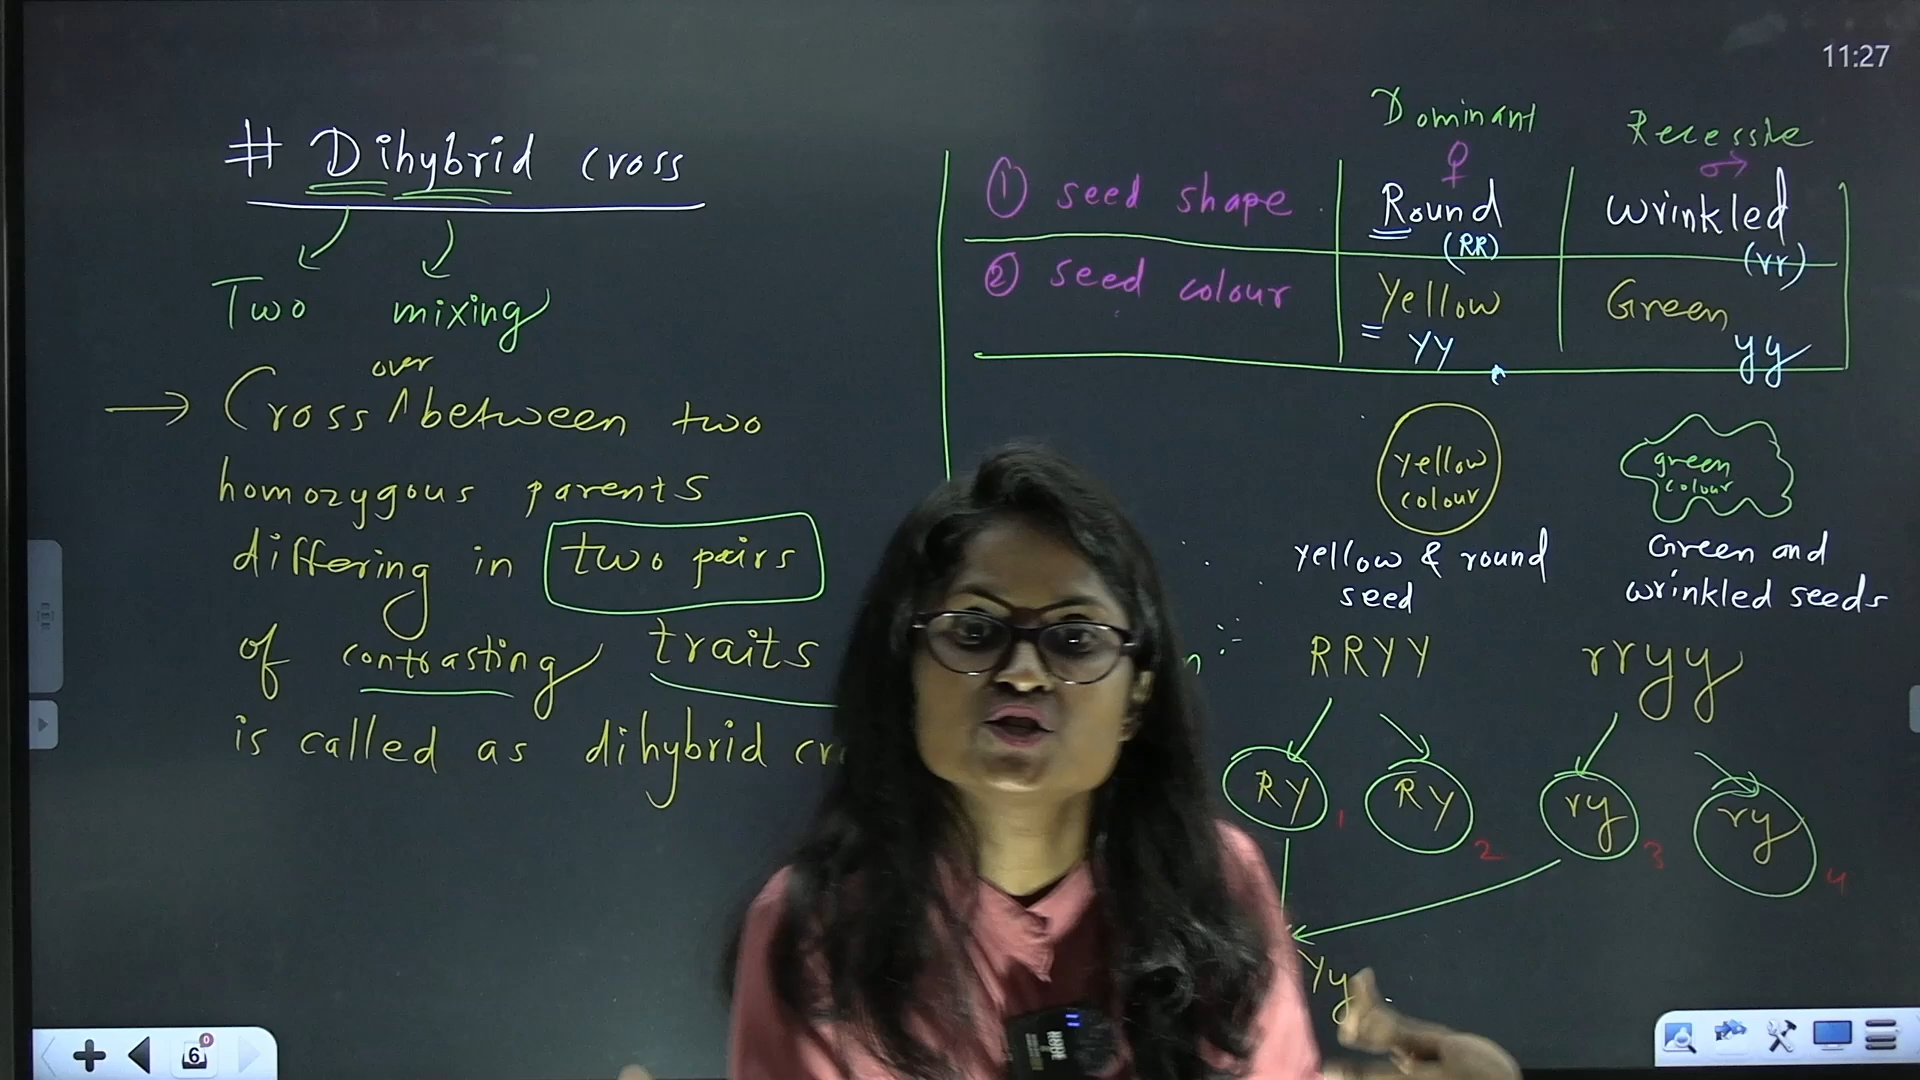 11:27
# Dihybrid cross
Two mixing
over
→ Cross ^ between two
homozygous parents
differing in two pairs
of contrasting traits
is called as dihybrid
Dominant Recessive
♀ ♂
① seed shape Round Wrinkled
(RR) (rr)
② seed colour Yellow Green
YY yy
yellow colour
green colour
yellow & round seed
Green and wrinkled seeds
RRYY rryy
RY 1 RY 2 ry 3 ry 4
Yy
6
0